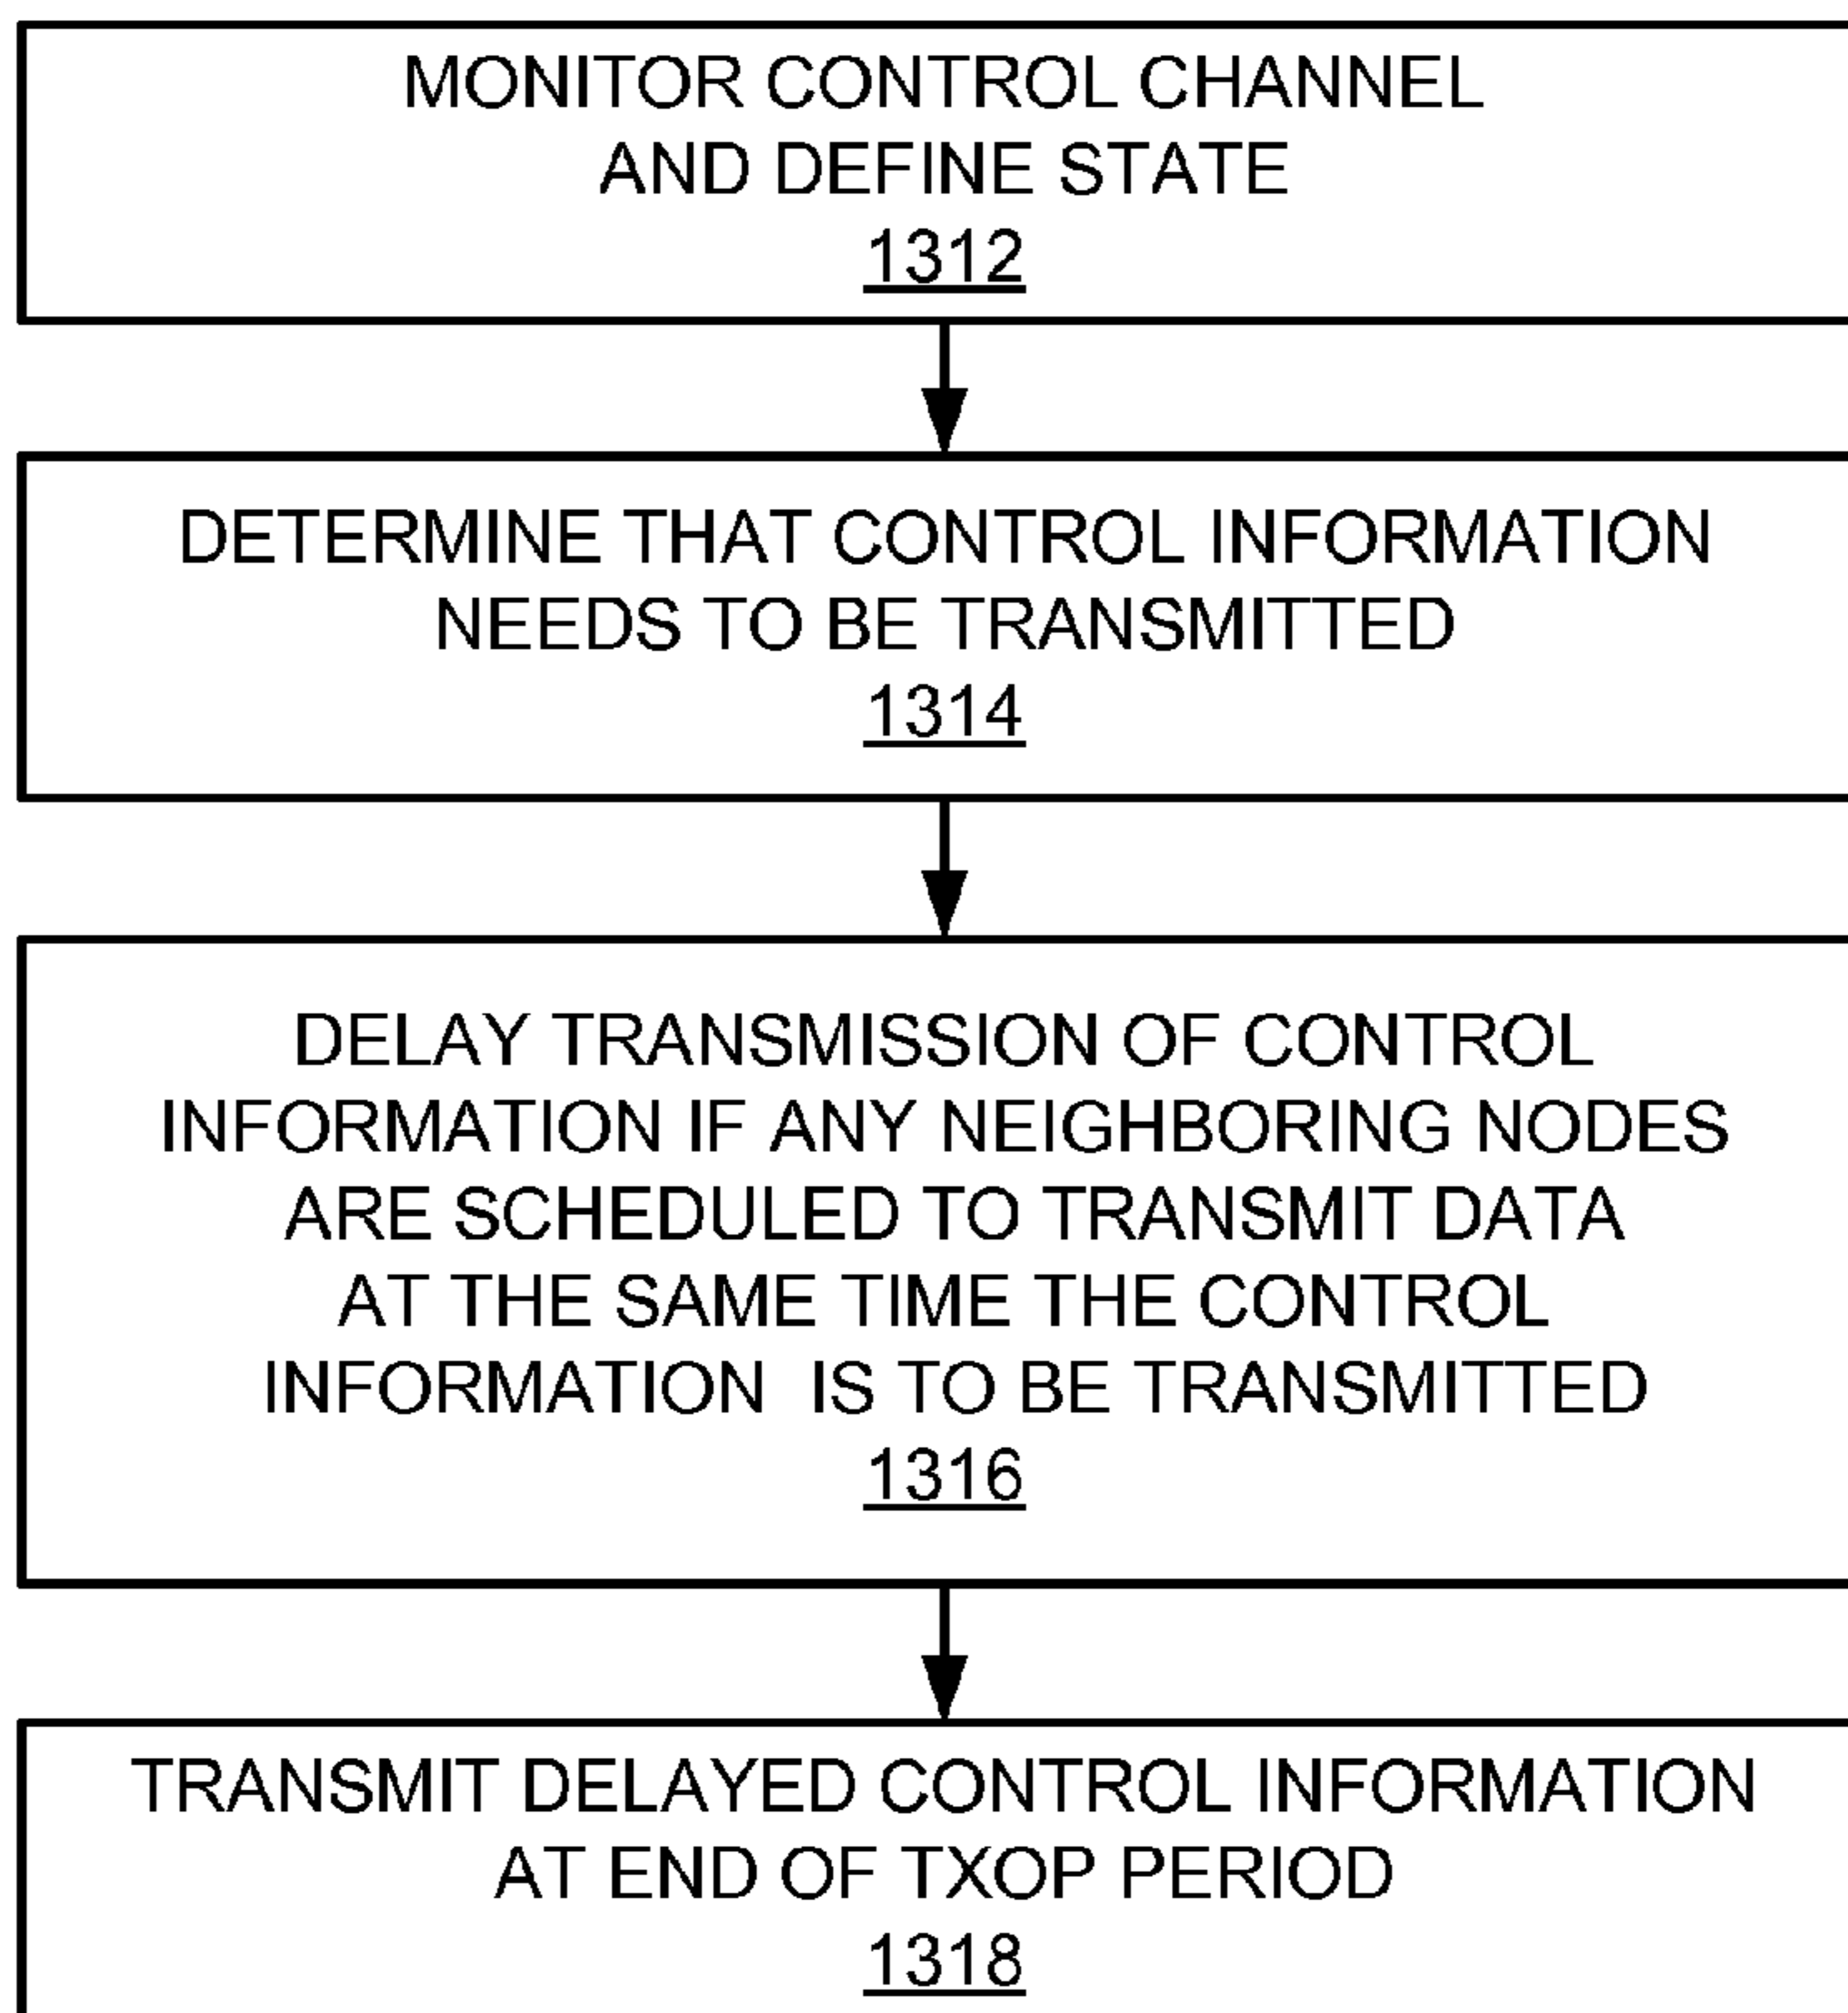 MONITOR CONTROL CHANNEL
AND DEFINE STATE
1312
DETERMINE THAT CONTROL INFORMATION
NEEDS TO BE TRANSMITTED
1314
DELAY TRANSMISSION OF CONTROL
INFORMATION IF ANY NEIGHBORING NODES
ARE SCHEDULED TO TRANSMIT DATA
AT THE SAME TIME THE CONTROL
INFORMATION IS TO BE TRANSMITTED
1316
TRANSMIT DELAYED CONTROL INFORMATION
AT END OF TXOP PERIOD
1318